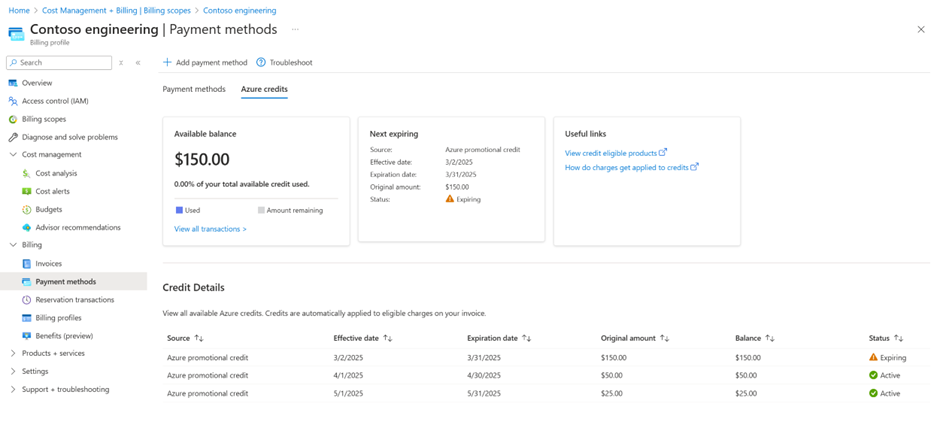 Home > Cost Management + Billing | Billing scopes > Contoso engineering
Contoso engineering | Payment methods ...
Billing profile
Search
Overview
Access control (IAM)
Billing scopes
Diagnose and solve problems
Cost management
Cost analysis
Cost alerts
Budgets
Advisor recommendations
Billing
Invoices
Payment methods
Reservation transactions
Billing profiles
Benefits (preview)
Products + services
Settings
Support + troubleshooting
Add payment method Troubleshoot
Payment methods Azure credits
Available balance
$150.00
0.00% of your total available credit used.
Used Amount remaining
View all transactions >
Next expiring
Source: Azure promotional credit
Effective date: 3/2/2025
Expiration date: 3/31/2025
Original amount: $150.00
Status: Expiring
Useful links
View credit eligible products
How do charges get applied to credits
Credit Details
View all available Azure credits. Credits are automatically applied to eligible charges on your invoice.
Source ↑↓ Effective date ↑↓ Expiration date ↑↓ Original amount ↑↓ Balance ↑↓ Status ↑↓
Azure promotional credit 3/2/2025 3/31/2025 $150.00 $150.00 Expiring
Azure promotional credit 4/1/2025 4/30/2025 $50.00 $50.00 Active
Azure promotional credit 5/1/2025 5/31/2025 $25.00 $25.00 Active